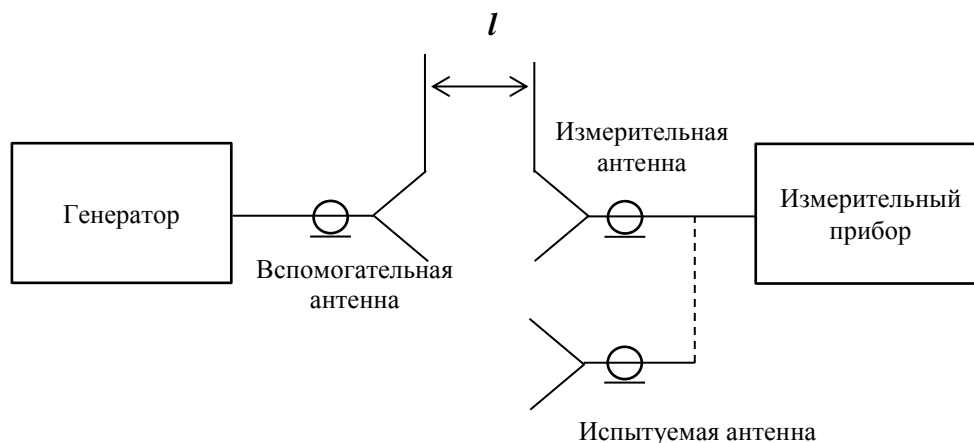 l
Измерительная
антенна
Генератор
Измерительный
прибор
Вспомогательная
антенна
Испытуемая антенна